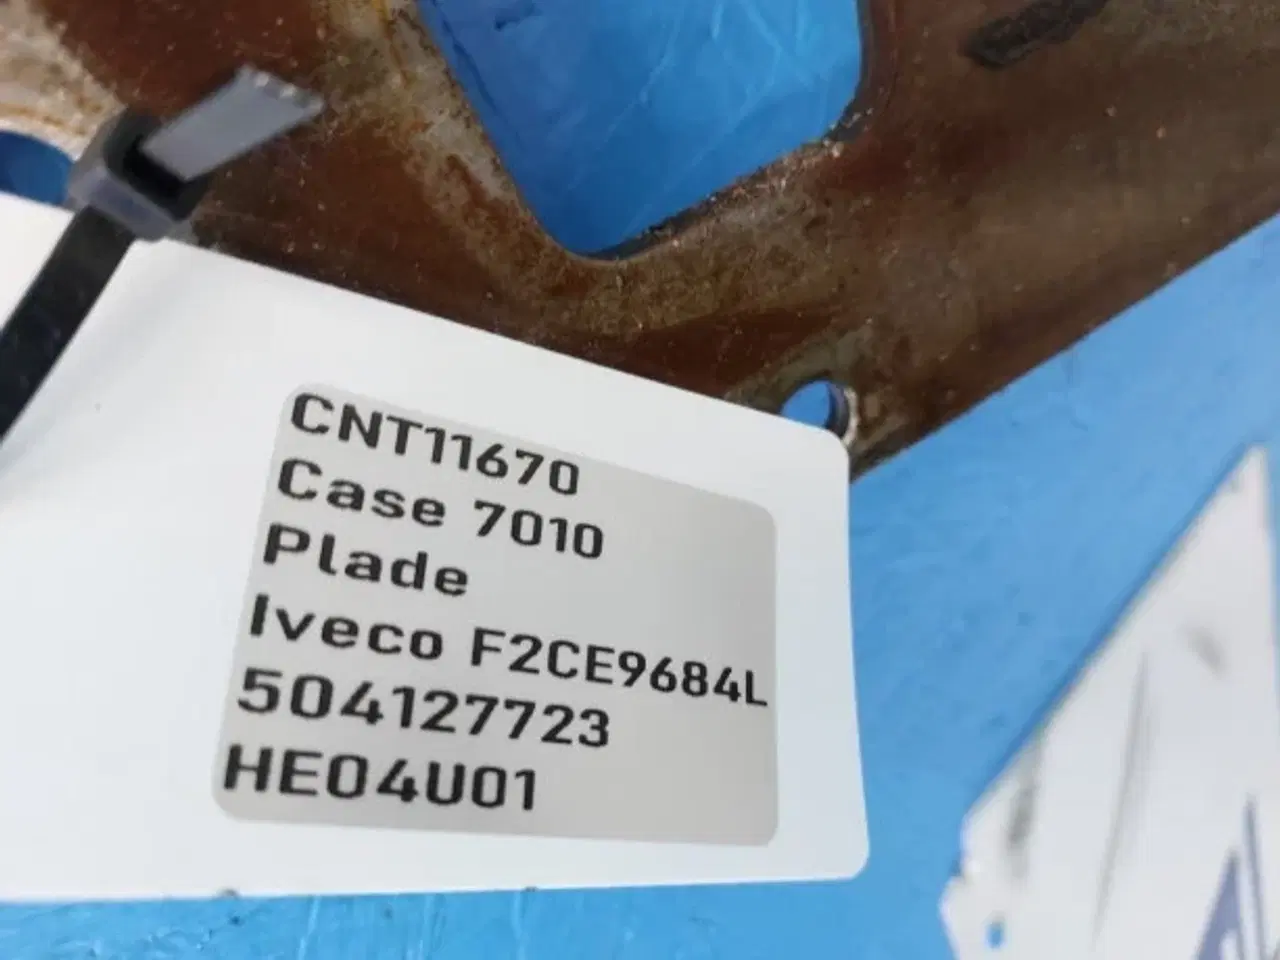 CNT11670
Case 7010
Plade
Iveco F2CE9684L
504127723
HE04U01